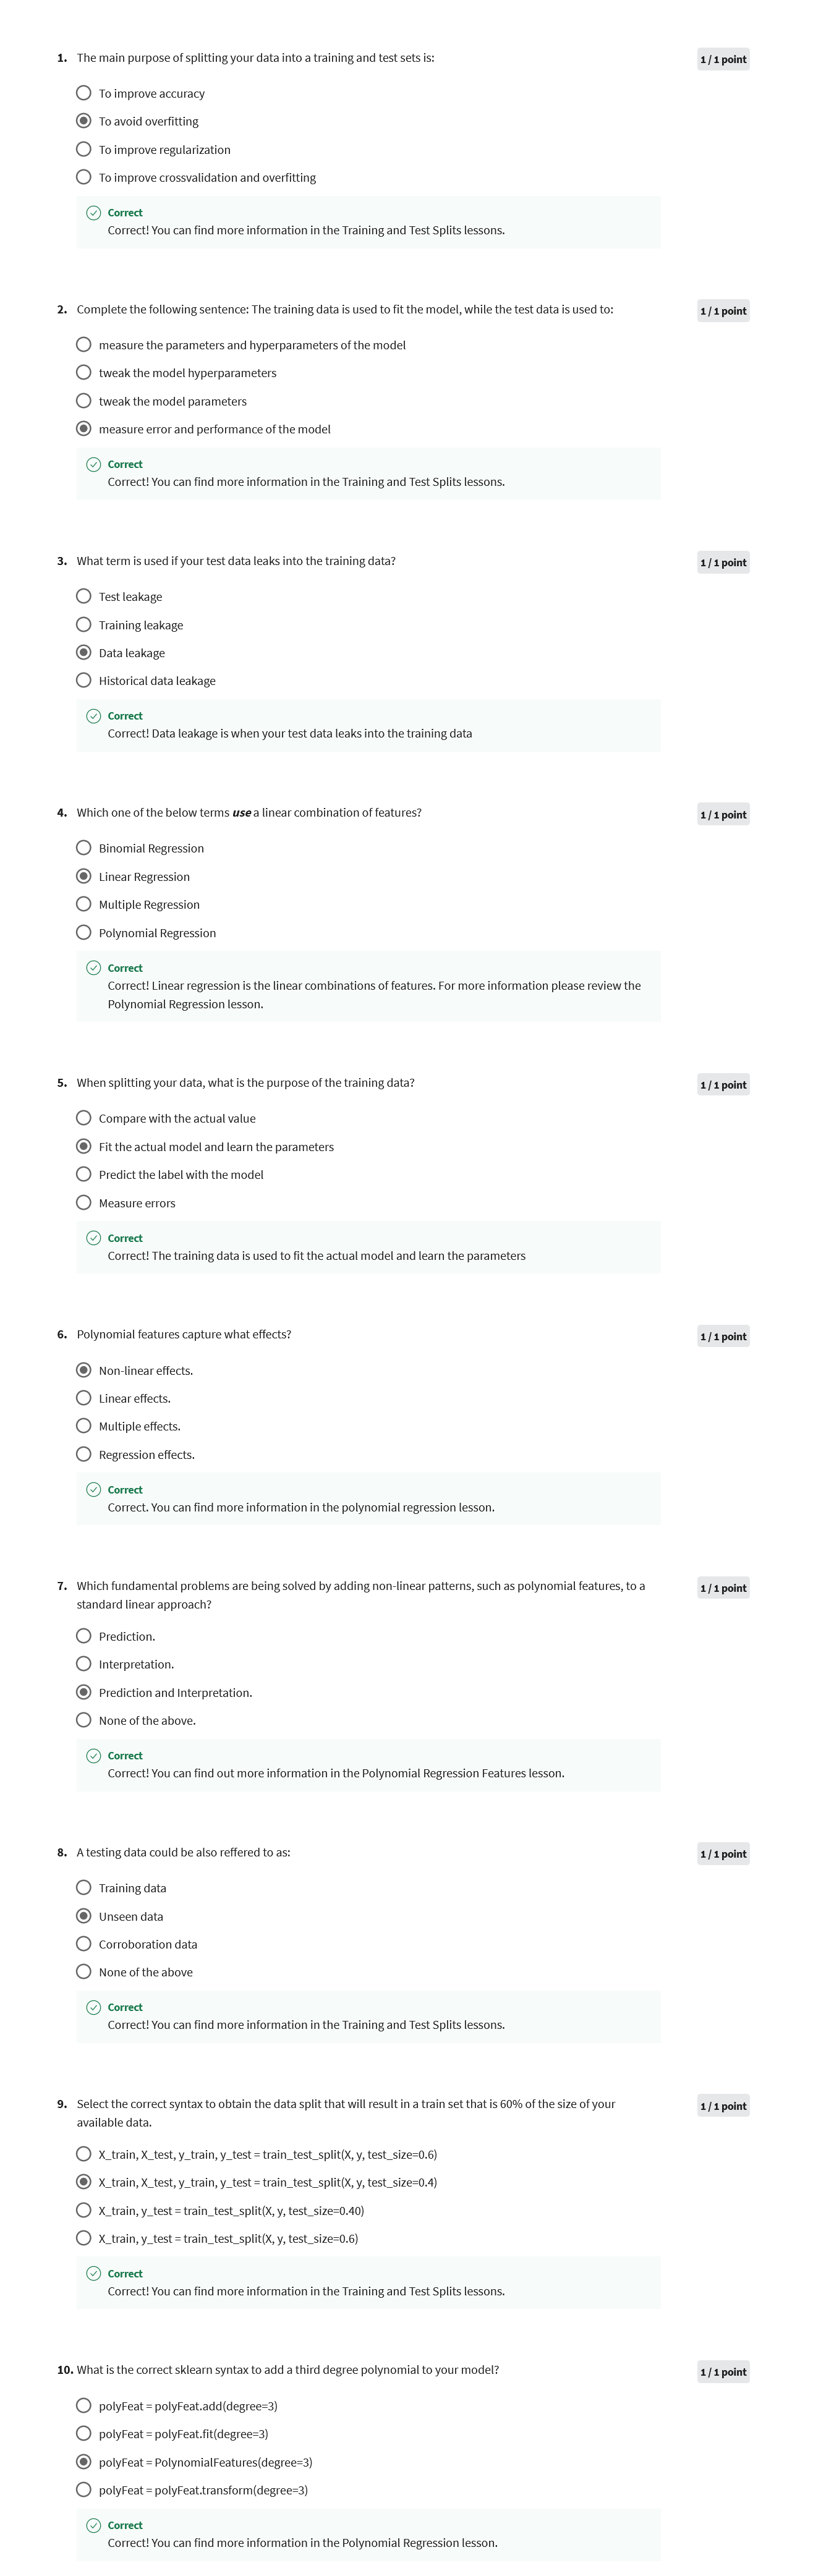 1. The main purpose of splitting your data into a training and test sets is:
1 / 1 point
To improve accuracy
To avoid overfitting
To improve regularization
To improve crossvalidation and overfitting
Correct
Correct! You can find more information in the Training and Test Splits lessons.
2. Complete the following sentence: The training data is used to fit the model, while the test data is used to:
1 / 1 point
measure the parameters and hyperparameters of the model
tweak the model hyperparameters
tweak the model parameters
measure error and performance of the model
Correct
Correct! You can find more information in the Training and Test Splits lessons.
3. What term is used if your test data leaks into the training data?
1 / 1 point
Test leakage
Training leakage
Data leakage
Historical data leakage
Correct
Correct! Data leakage is when your test data leaks into the training data
4. Which one of the below terms use a linear combination of features?
1 / 1 point
Binomial Regression
Linear Regression
Multiple Regression
Polynomial Regression
Correct
Correct! Linear regression is the linear combinations of features. For more information please review the
Polynomial Regression lesson.
5. When splitting your data, what is the purpose of the training data?
1 / 1 point
Compare with the actual value
Fit the actual model and learn the parameters
Predict the label with the model
Measure errors
Correct
Correct! The training data is used to fit the actual model and learn the parameters
6. Polynomial features capture what effects?
1 / 1 point
Non-linear effects.
Linear effects.
Multiple effects.
Regression effects.
Correct
Correct. You can find more information in the polynomial regression lesson.
7. Which fundamental problems are being solved by adding non-linear patterns, such as polynomial features, to a
standard linear approach?
1 / 1 point
Prediction.
Interpretation.
Prediction and Interpretation.
None of the above.
Correct
Correct! You can find out more information in the Polynomial Regression Features lesson.
8. A testing data could be also reffered to as:
1 / 1 point
Training data
Unseen data
Corroboration data
None of the above
Correct
Correct! You can find more information in the Training and Test Splits lessons.
9. Select the correct syntax to obtain the data split that will result in a train set that is 60% of the size of your
available data.
1 / 1 point
X_train, X_test, y_train, y_test = train_test_split(X, y, test_size=0.6)
X_train, X_test, y_train, y_test = train_test_split(X, y, test_size=0.4)
X_train, y_test = train_test_split(X, y, test_size=0.40)
X_train, y_test = train_test_split(X, y, test_size=0.6)
Correct
Correct! You can find more information in the Training and Test Splits lessons.
10. What is the correct sklearn syntax to add a third degree polynomial to your model?
1 / 1 point
polyFeat = polyFeat.add(degree=3)
polyFeat = polyFeat.fit(degree=3)
polyFeat = PolynomialFeatures(degree=3)
polyFeat = polyFeat.transform(degree=3)
Correct
Correct! You can find more information in the Polynomial Regression lesson.